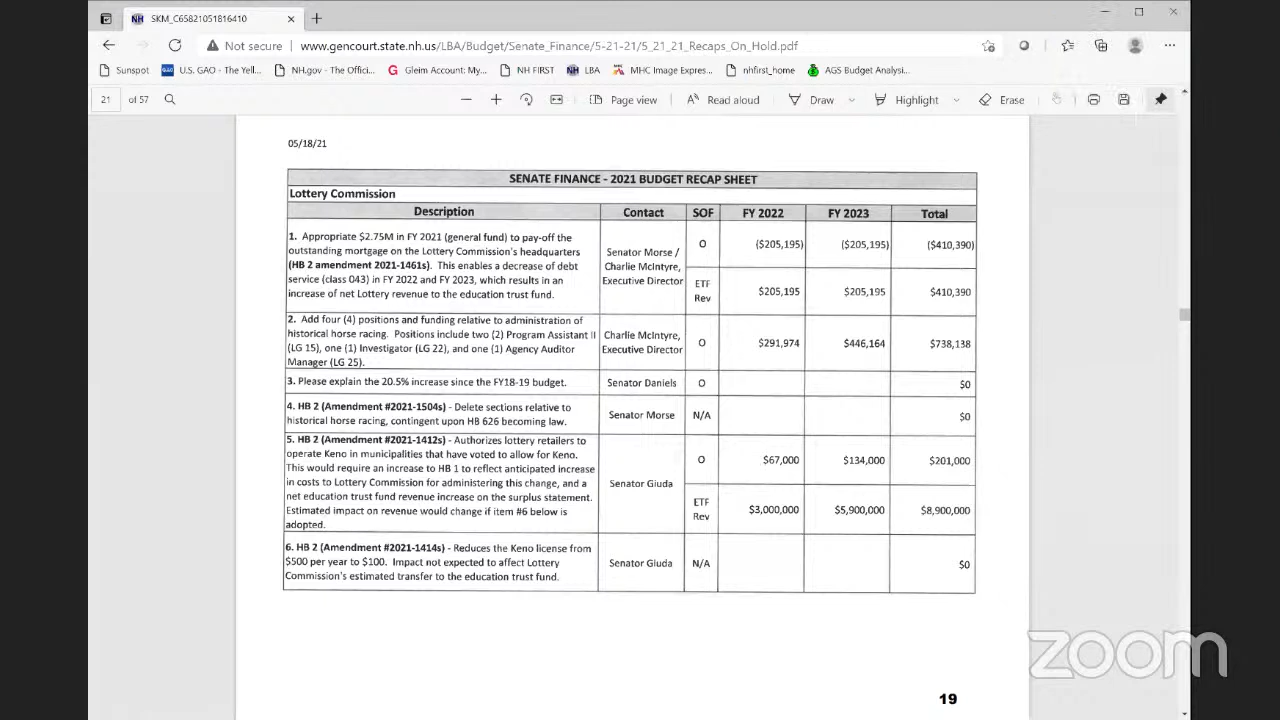 SKM_C65821051816410
Not secure
www.gencourt.state.nh.us/LBA/Budget/Senate_Finance/5-21-21/5_21_21_Recaps_On_Hold.pdf
Sunspot
U.S. GAO - The Yell...
NH.gov - The Offici...
Gleim Account: My...
NH FIRST
LBA
MHC Image Expres...
nhfirst_home
AGS Budget Analysi...
21 of 57
Page view
Read aloud
Draw
Highlight
Erase
05/18/21
SENATE FINANCE - 2021 BUDGET RECAP SHEET
Lottery Commission
Description Contact SOF FY 2022 FY 2023 Total
1. Appropriate $2.75M in FY 2021 (general fund) to pay-off the
outstanding mortgage on the Lottery Commission's headquarters
(HB 2 amendment 2021-1461s). This enables a decrease of debt
service (class 043) in FY 2022 and FY 2023, which results in an
increase of net Lottery revenue to the education trust fund.
Senator Morse /
Charlie McIntyre,
Executive Director
O ($205,195) ($205,195) ($410,390)
ETF
Rev
$205,195 $205,195 $410,390
2. Add four (4) positions and funding relative to administration of
historical horse racing. Positions include two (2) Program Assistant II
(LG 15), one (1) Investigator (LG 22), and one (1) Agency Auditor
Manager (LG 25).
Charlie McIntyre,
Executive Director
O $291,974 $446,164 $738,138
3. Please explain the 20.5% increase since the FY18-19 budget.
Senator Daniels O $0
4. HB 2 (Amendment #2021-1504s) - Delete sections relative to
historical horse racing, contingent upon HB 626 becoming law.
Senator Morse N/A $0
5. HB 2 (Amendment #2021-1412s) - Authorizes lottery retailers to
operate Keno in municipalities that have voted to allow for Keno.
This would require an increase to HB 1 to reflect anticipated increase
in costs to Lottery Commission for administering this change, and a
net education trust fund revenue increase on the surplus statement.
Estimated impact on revenue would change if item #6 below is
adopted.
Senator Giuda
O $67,000 $134,000 $201,000
ETF
Rev
$3,000,000 $5,900,000 $8,900,000
6. HB 2 (Amendment #2021-1414s) - Reduces the Keno license from
$500 per year to $100. Impact not expected to affect Lottery
Commission's estimated transfer to the education trust fund.
Senator Giuda N/A $0
zoom
19